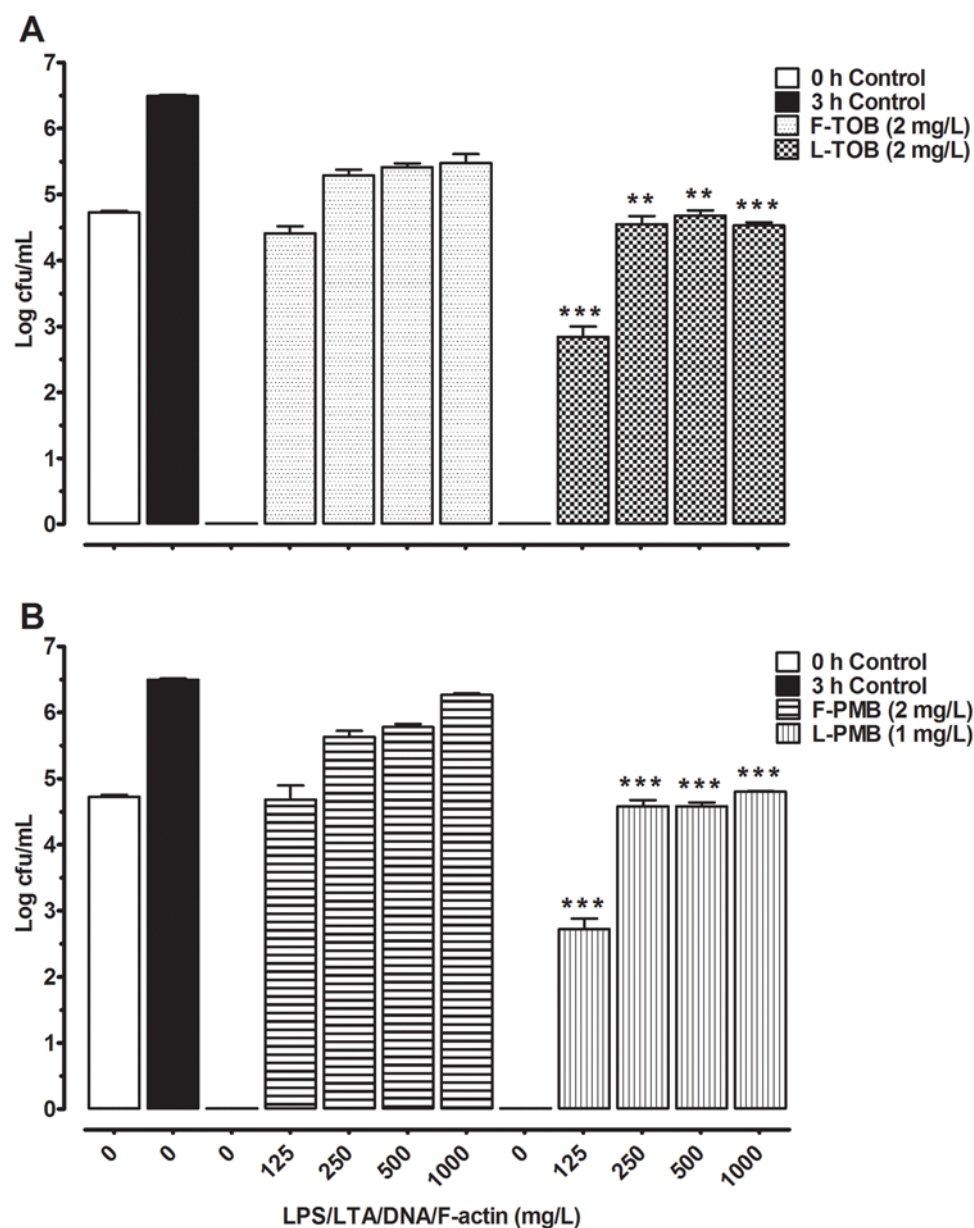 A
7
6
5
4
3
2
1
0
Log cfu/mL
0 h Control
3 h Control
F-TOB (2 mg/L)
L-TOB (2 mg/L)
***
**
**
***
B
7
6
5
4
3
2
1
0
Log cfu/mL
0 h Control
3 h Control
F-PMB (2 mg/L)
L-PMB (1 mg/L)
***
***
***
***
0
0
0
125
250
500
1000
0
125
250
500
1000
LPS/LTA/DNA/F-actin (mg/L)